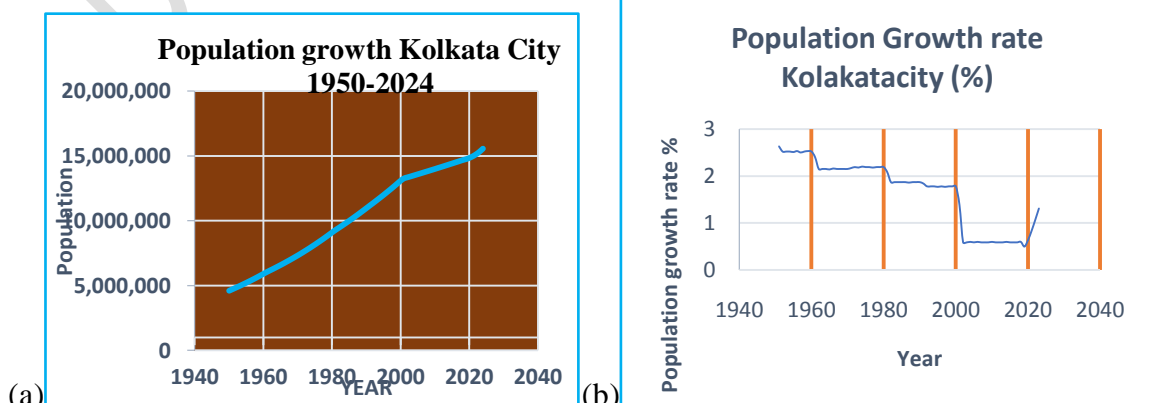 Population growth Kolkata City
1950-2024
20,000,000
15,000,000
10,000,000
5,000,000
0
Population
1940 1960 1980 2000 2020 2040
YEAR
(a)
Population Growth rate
Kolakatacity (%)
3
2
1
0
Population growth rate %
1940 1960 1980 2000 2020 2040
Year
(b)